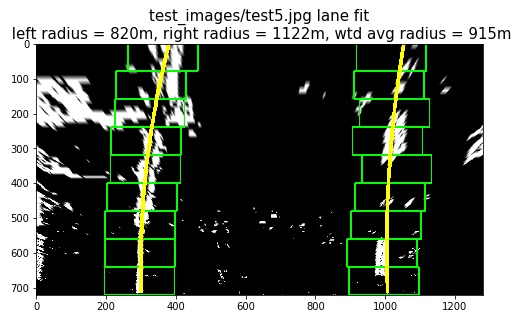 test_images/test5.jpg lane fit
left radius = 820m, right radius = 1122m, wtd avg radius = 915m
0
100
200
300
400
500
600
700
0 200 400 600 800 1000 1200